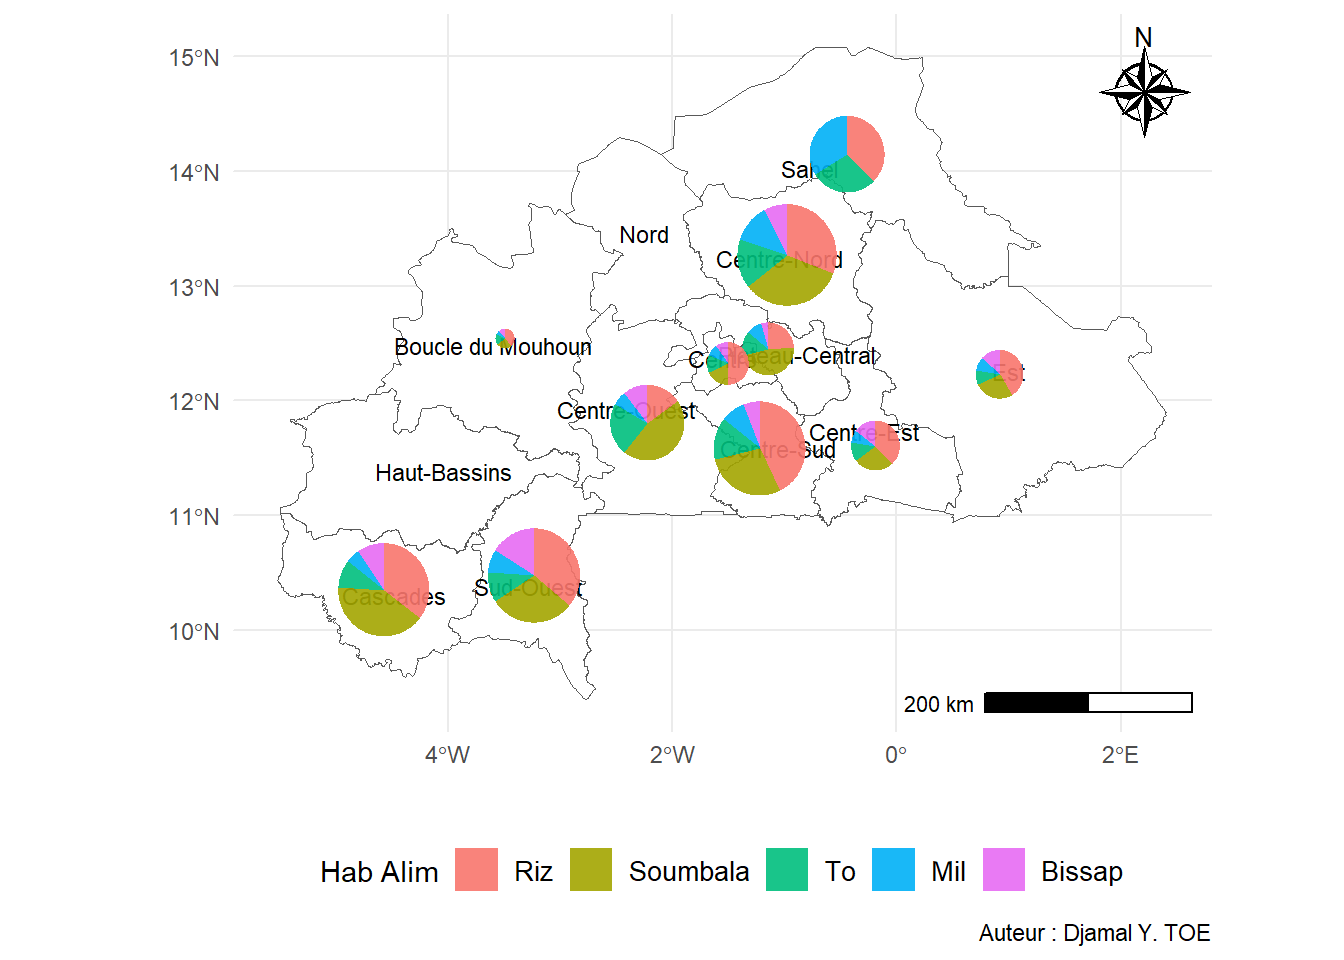 N
15°N
14°N
13°N
12°N
11°N
10°N
Sahel
Nord
Centre-Nord
Boucle du Mouhoun
Centre
Plateau-Central
Est
Centre-Ouest
Centre-Est
Centre-Sud
Haut-Bassins
Sud-Ouest
Cascades
200 km
4°W 2°W 0° 2°E
Hab Alim Riz Soumbala To Mil Bissap
Auteur : Djamal Y. TOE